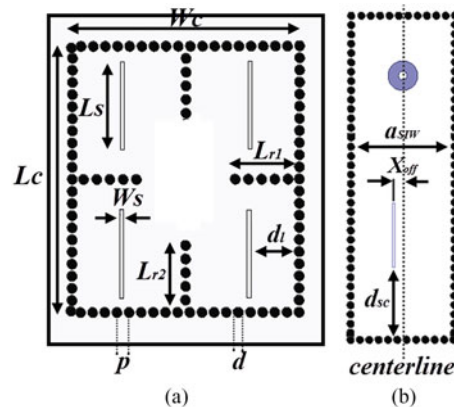 Wc
Ls
Lr1
Lc
Ws
Lr2
dl
p
d
(a)
aSIW
Xoff
dsc
centerline
(b)